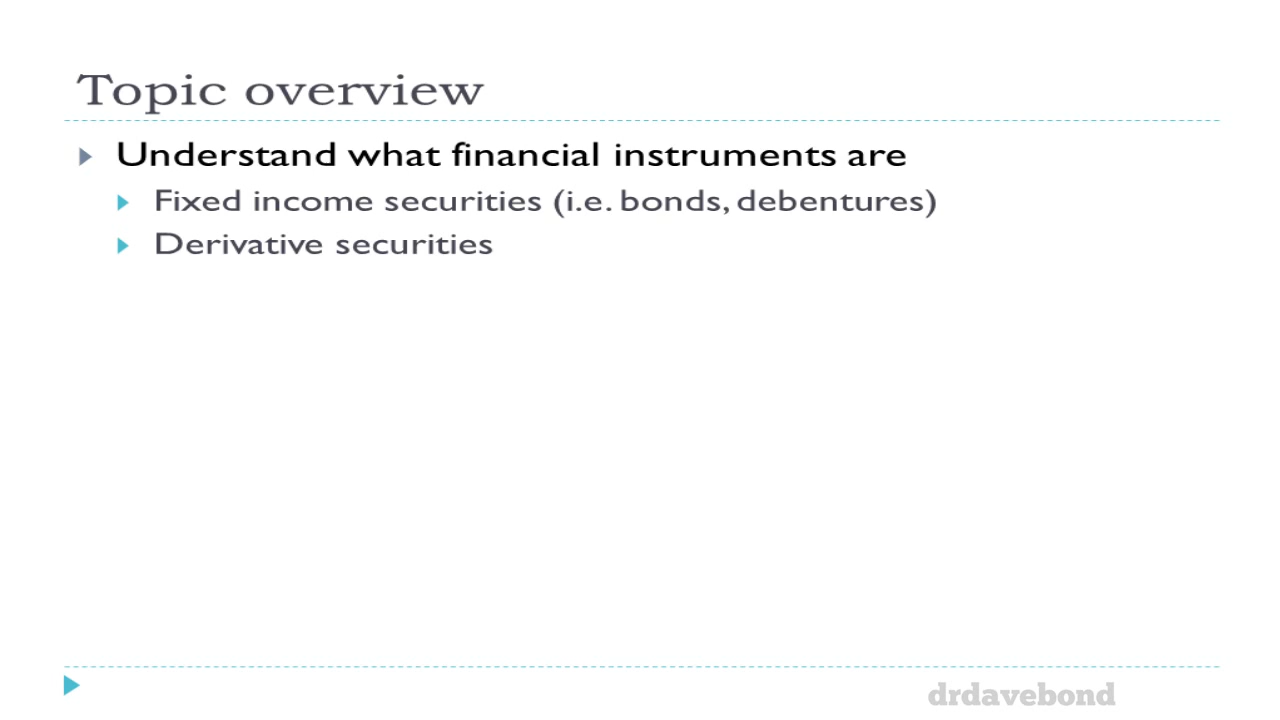 Topic overview
Understand what financial instruments are
Fixed income securities (i.e. bonds, debentures)
Derivative securities
drdavebond